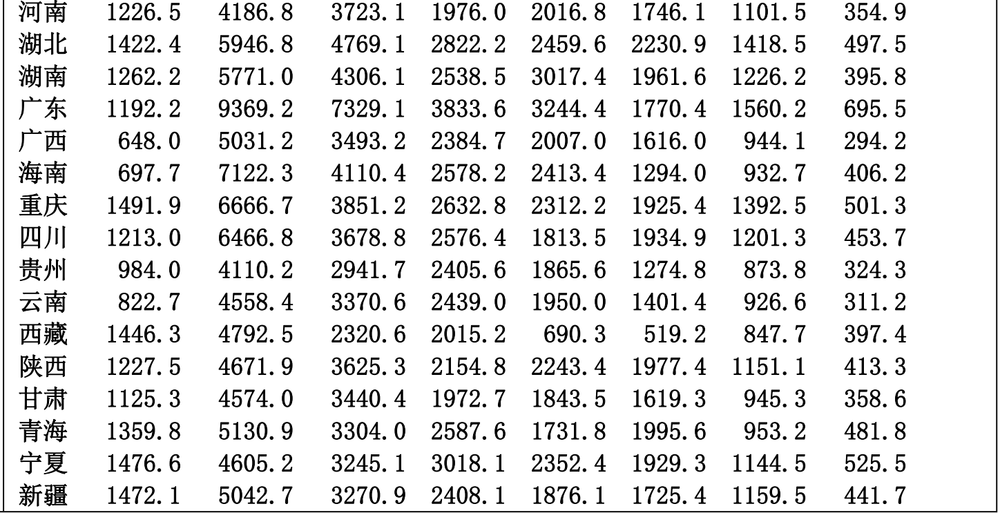 河南 1226.5 4186.8 3723.1 1976.0 2016.8 1746.1 1101.5 354.9
湖北 1422.4 5946.8 4769.1 2822.2 2459.6 2230.9 1418.5 497.5
湖南 1262.2 5771.0 4306.1 2538.5 3017.4 1961.6 1226.2 395.8
广东 1192.2 9369.2 7329.1 3833.6 3244.4 1770.4 1560.2 695.5
广西 648.0 5031.2 3493.2 2384.7 2007.0 1616.0 944.1 294.2
海南 697.7 7122.3 4110.4 2578.2 2413.4 1294.0 932.7 406.2
重庆 1491.9 6666.7 3851.2 2632.8 2312.2 1925.4 1392.5 501.3
四川 1213.0 6466.8 3678.8 2576.4 1813.5 1934.9 1201.3 453.7
贵州 984.0 4110.2 2941.7 2405.6 1865.6 1274.8 873.8 324.3
云南 822.7 4558.4 3370.6 2439.0 1950.0 1401.4 926.6 311.2
西藏 1446.3 4792.5 2320.6 2015.2 690.3 519.2 847.7 397.4
陕西 1227.5 4671.9 3625.3 2154.8 2243.4 1977.4 1151.1 413.3
甘肃 1125.3 4574.0 3440.4 1972.7 1843.5 1619.3 945.3 358.6
青海 1359.8 5130.9 3304.0 2587.6 1731.8 1995.6 953.2 481.8
宁夏 1476.6 4605.2 3245.1 3018.1 2352.4 1929.3 1144.5 525.5
新疆 1472.1 5042.7 3270.9 2408.1 1876.1 1725.4 1159.5 441.7